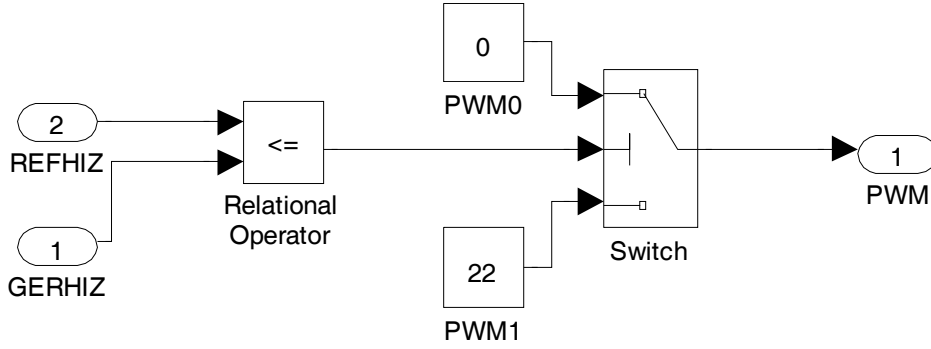 0
PWM0
2
REFHIZ
<=
Relational
Operator
1
GERHIZ
22
PWM1
Switch
1
PWM